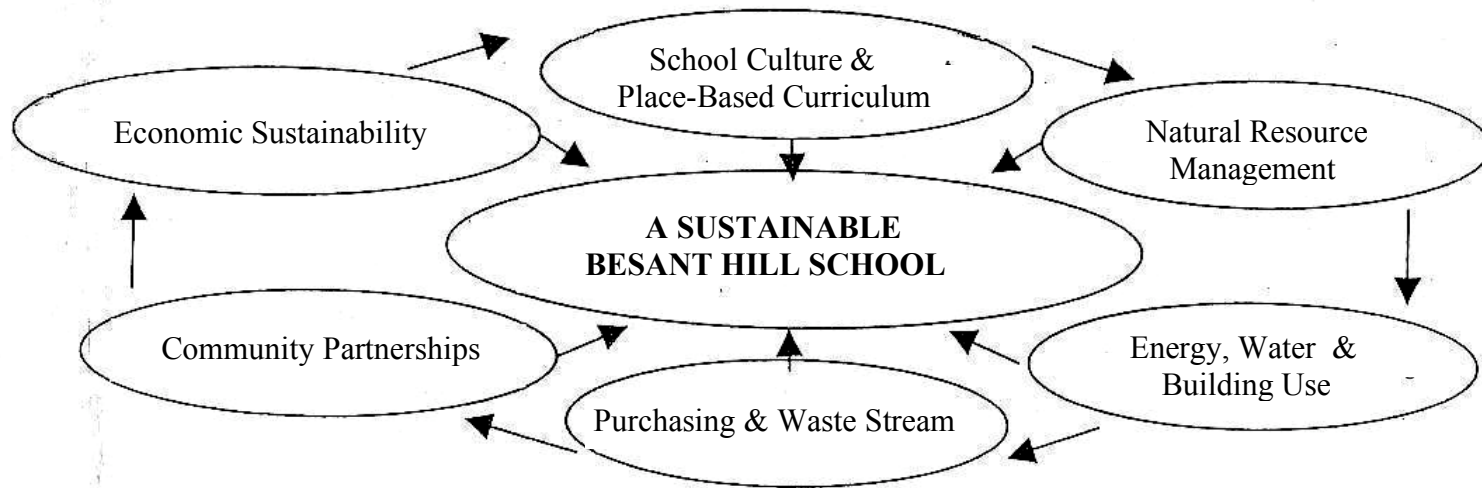 School Culture &
Place-Based Curriculum
Economic Sustainability
Natural Resource
Management
A SUSTAINABLE
BESANT HILL SCHOOL
Community Partnerships
Energy, Water &
Building Use
Purchasing & Waste Stream